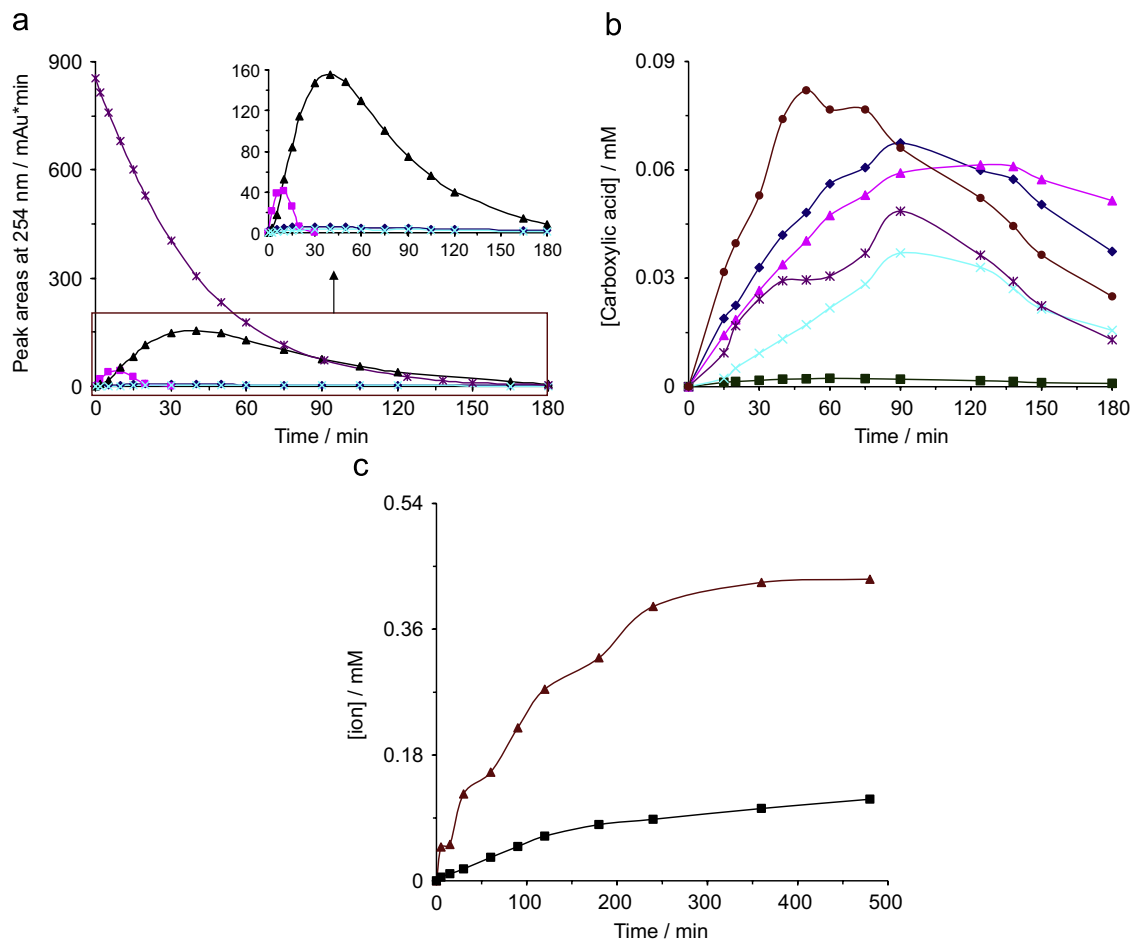 a
Peak areas at 254 nm / mAu*min
900
600
300
0
0 30 60 90 120 150 180
Time / min
160
120
80
40
0
0 30 60 90 120 150 180
b
[Carboxylic acid] / mM
0.09
0.06
0.03
0
0 30 60 90 120 150 180
Time / min
c
[ion] / mM
0.54
0.36
0.18
0
0 100 200 300 400 500
Time / min